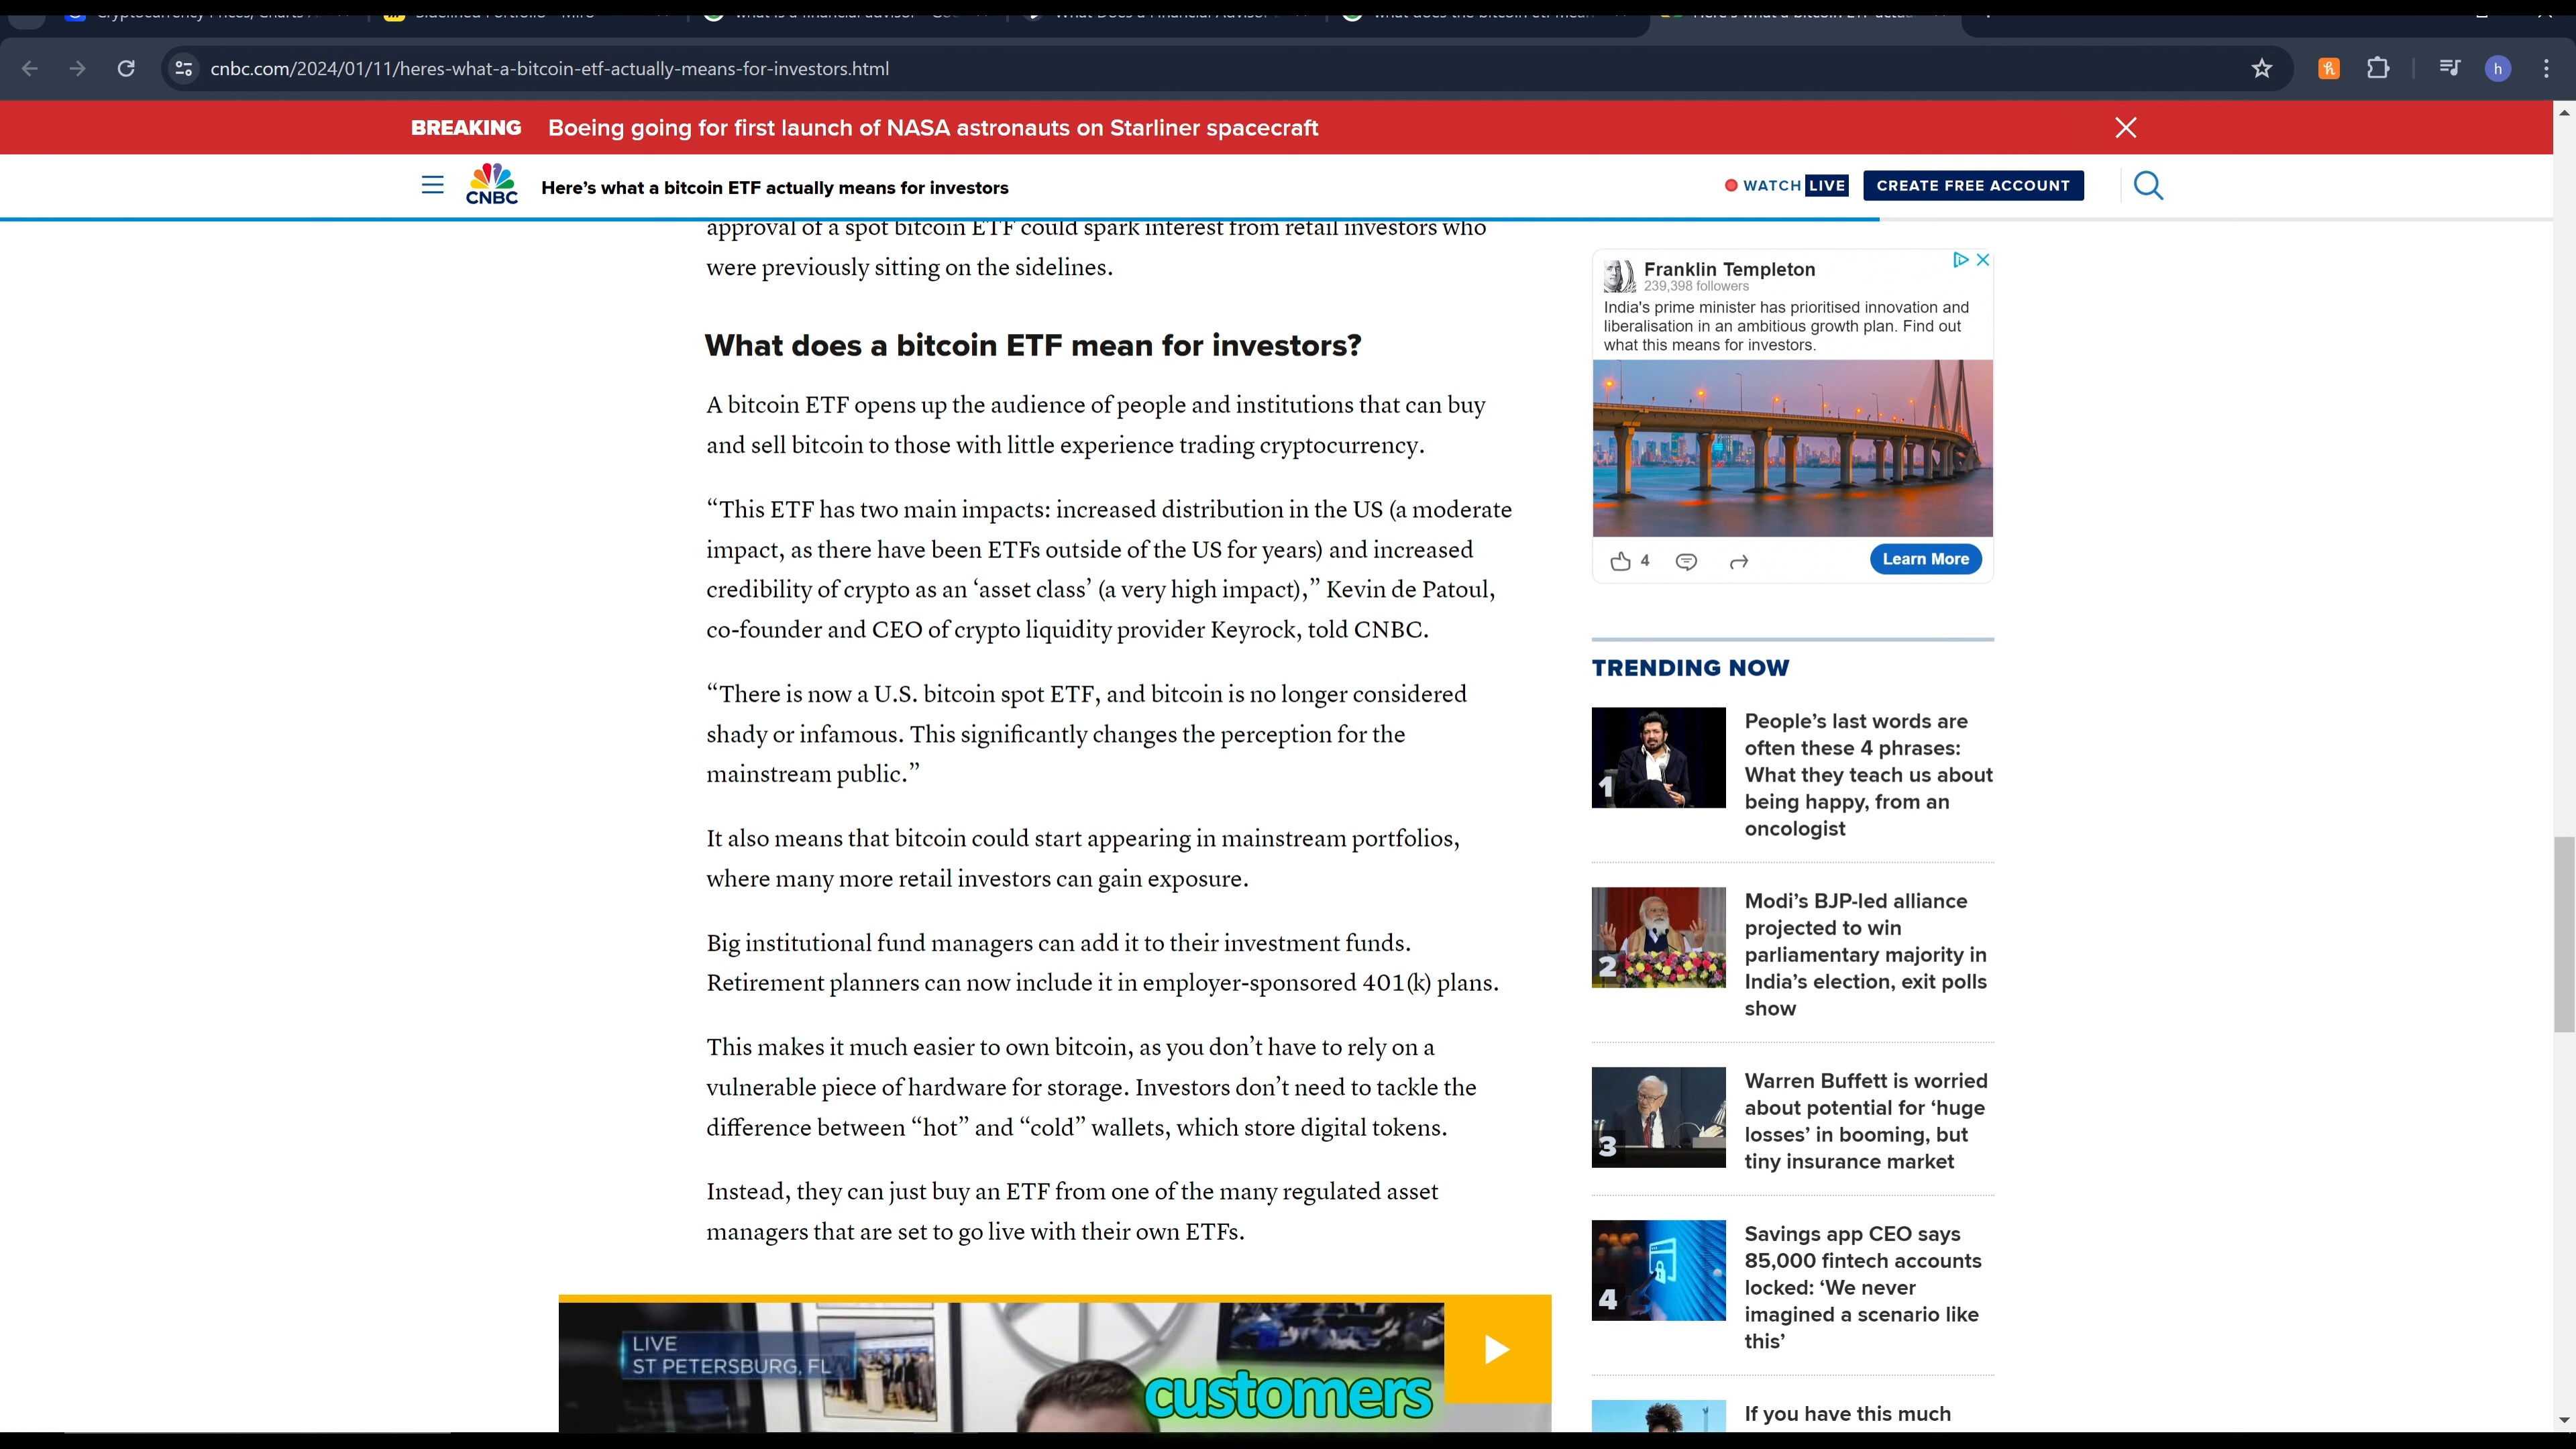 cnbc.com/2024/01/11/heres-what-a-bitcoin-etf-actually-means-for-investors.html
h
BREAKING Boeing going for first launch of NASA astronauts on Starliner spacecraft
CNBC
Here's what a bitcoin ETF actually means for investors
WATCH LIVE
CREATE FREE ACCOUNT
approval of a spot bitcoin ETF could spark interest from retail investors who
were previously sitting on the sidelines.
What does a bitcoin ETF mean for investors?
A bitcoin ETF opens up the audience of people and institutions that can buy
and sell bitcoin to those with little experience trading cryptocurrency.
“This ETF has two main impacts: increased distribution in the US (a moderate
impact, as there have been ETFs outside of the US for years) and increased
credibility of crypto as an ‘asset class’ (a very high impact),” Kevin de Patoul,
co-founder and CEO of crypto liquidity provider Keyrock, told CNBC.
“There is now a U.S. bitcoin spot ETF, and bitcoin is no longer considered
shady or infamous. This significantly changes the perception for the
mainstream public.”
It also means that bitcoin could start appearing in mainstream portfolios,
where many more retail investors can gain exposure.
Big institutional fund managers can add it to their investment funds.
Retirement planners can now include it in employer-sponsored 401(k) plans.
This makes it much easier to own bitcoin, as you don’t have to rely on a
vulnerable piece of hardware for storage. Investors don’t need to tackle the
difference between “hot” and “cold” wallets, which store digital tokens.
Instead, they can just buy an ETF from one of the many regulated asset
managers that are set to go live with their own ETFs.
LIVE
ST PETERSBURG, FL
customers
Franklin Templeton
239,398 followers
India's prime minister has prioritised innovation and
liberalisation in an ambitious growth plan. Find out
what this means for investors.
4
Learn More
TRENDING NOW
1
People’s last words are
often these 4 phrases:
What they teach us about
being happy, from an
oncologist
2
Modi’s BJP-led alliance
projected to win
parliamentary majority in
India’s election, exit polls
show
3
Warren Buffett is worried
about potential for ‘huge
losses’ in booming, but
tiny insurance market
4
Savings app CEO says
85,000 fintech accounts
locked: ‘We never
imagined a scenario like
this’
If you have this much